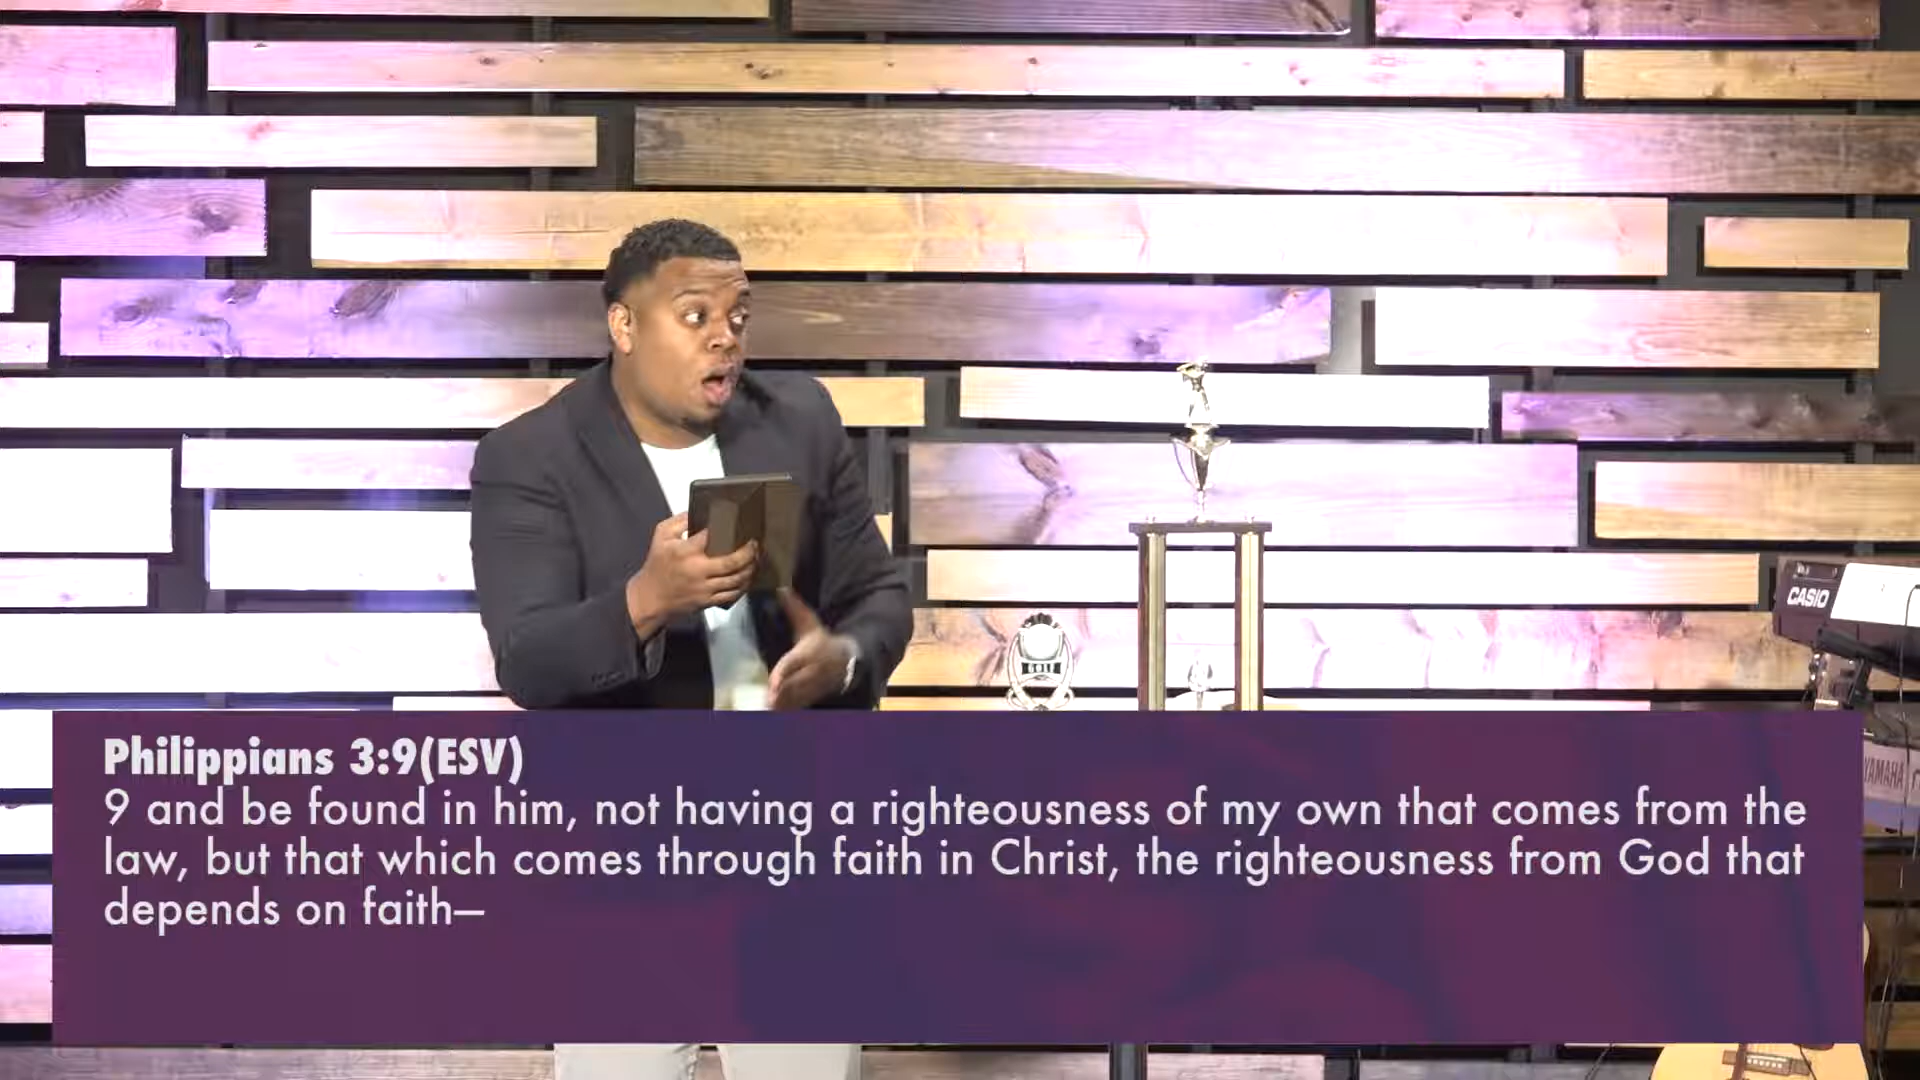 CASIO
GOLF
Philippians 3:9(ESV)
9 and be found in him, not having a righteousness of my own that comes from the
law, but that which comes through faith in Christ, the righteousness from God that
depends on faith—
YAMAHA